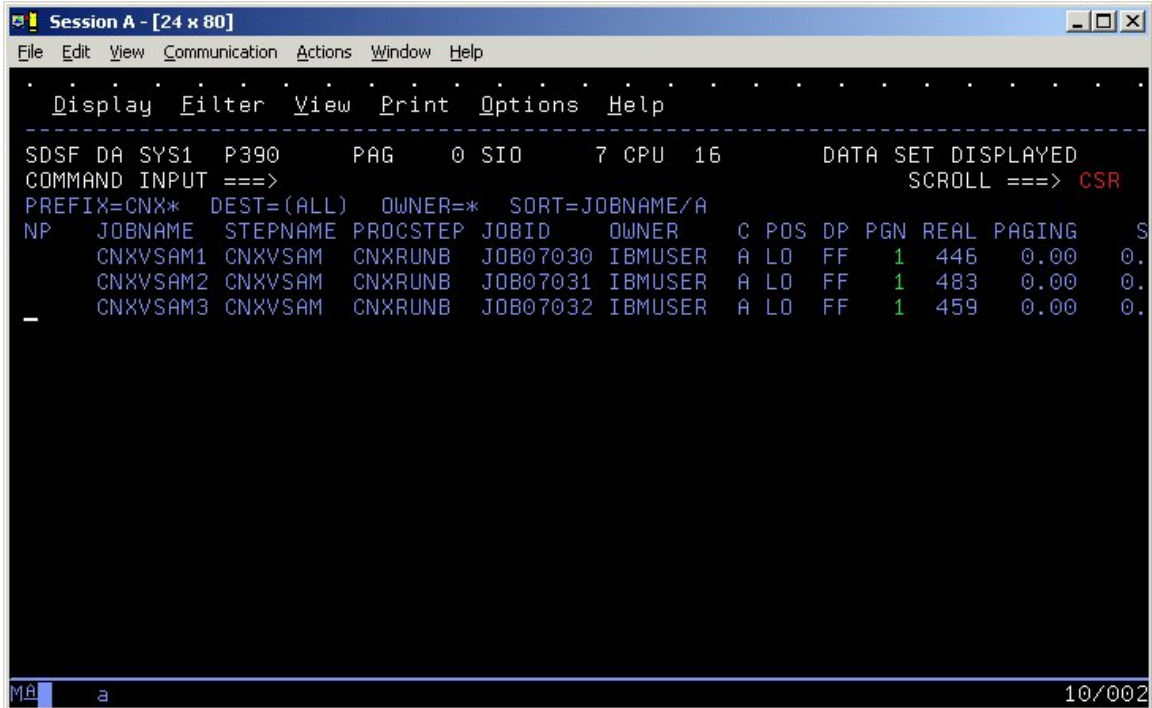 Session A - [24 x 80]
File Edit View Communication Actions Window Help
Display Filter View Print Options Help
SDSF DA SYS1 P390 PAG 0 SIO 7 CPU 16 DATA SET DISPLAYED
COMMAND INPUT ===> SCROLL ===> CSR
PREFIX=CNX* DEST=(ALL) OWNER=* SORT=JOBNAME/A
NP JOBNAME STEPNAME PROCSTEP JOBID OWNER C POS DP PGN REAL PAGING S
CNXVSAM1 CNXVSAM CNXRUNB JOB07030 IBMUSER A LO FF 1 446 0.00 0.
CNXVSAM2 CNXVSAM CNXRUNB JOB07031 IBMUSER A LO FF 1 483 0.00 0.
CNXVSAM3 CNXVSAM CNXRUNB JOB07032 IBMUSER A LO FF 1 459 0.00 0.
MA a 10/002